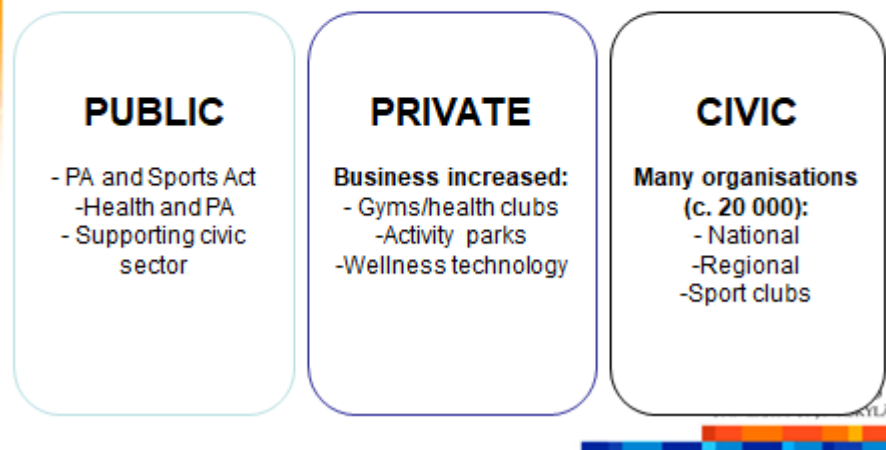 PUBLIC
- PA and Sports Act
-Health and PA
- Supporting civic
sector
PRIVATE
Business increased:
- Gyms/health clubs
-Activity parks
-Wellness technology
CIVIC
Many organisations
(c. 20 000):
- National
-Regional
-Sport clubs